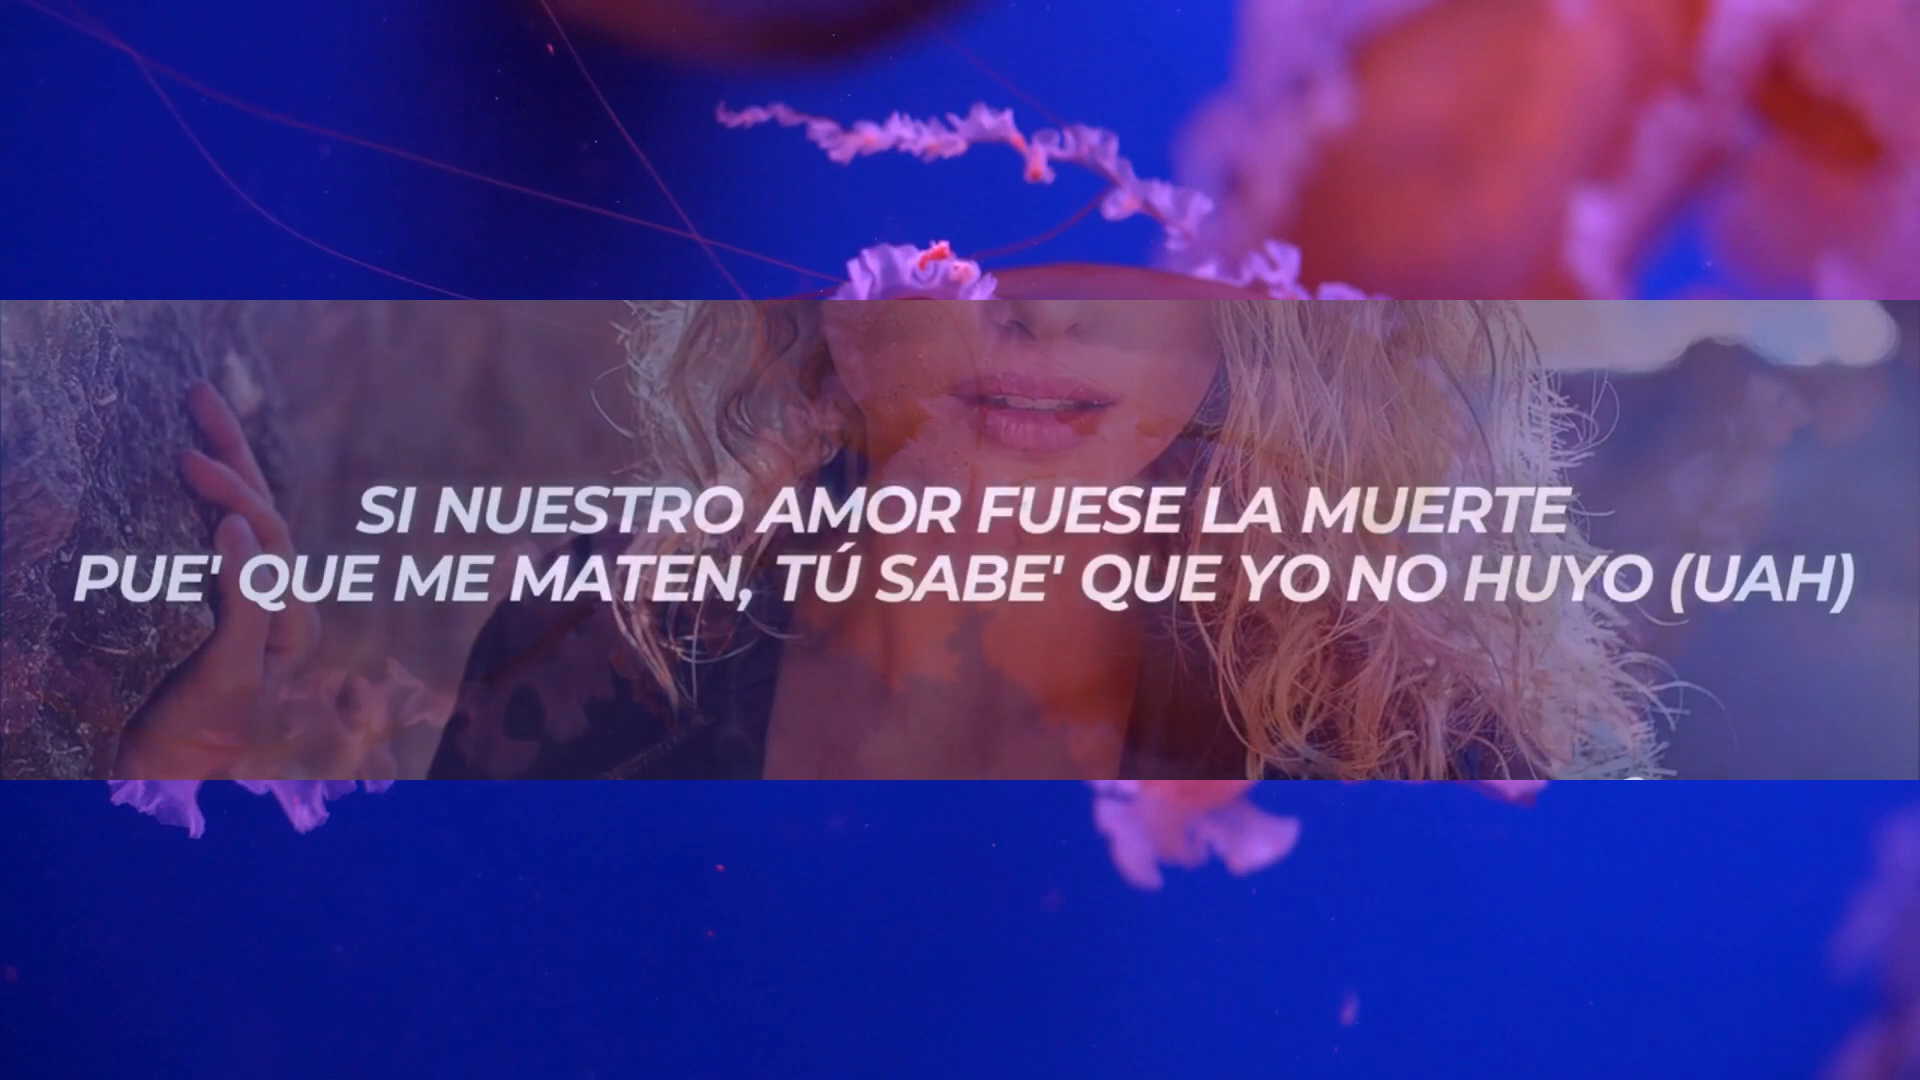 SI NUESTRO AMOR FUESE LA MUERTE
PUE' QUE ME MATEN, TÚ SABE' QUE YO NO HUYO (UAH)